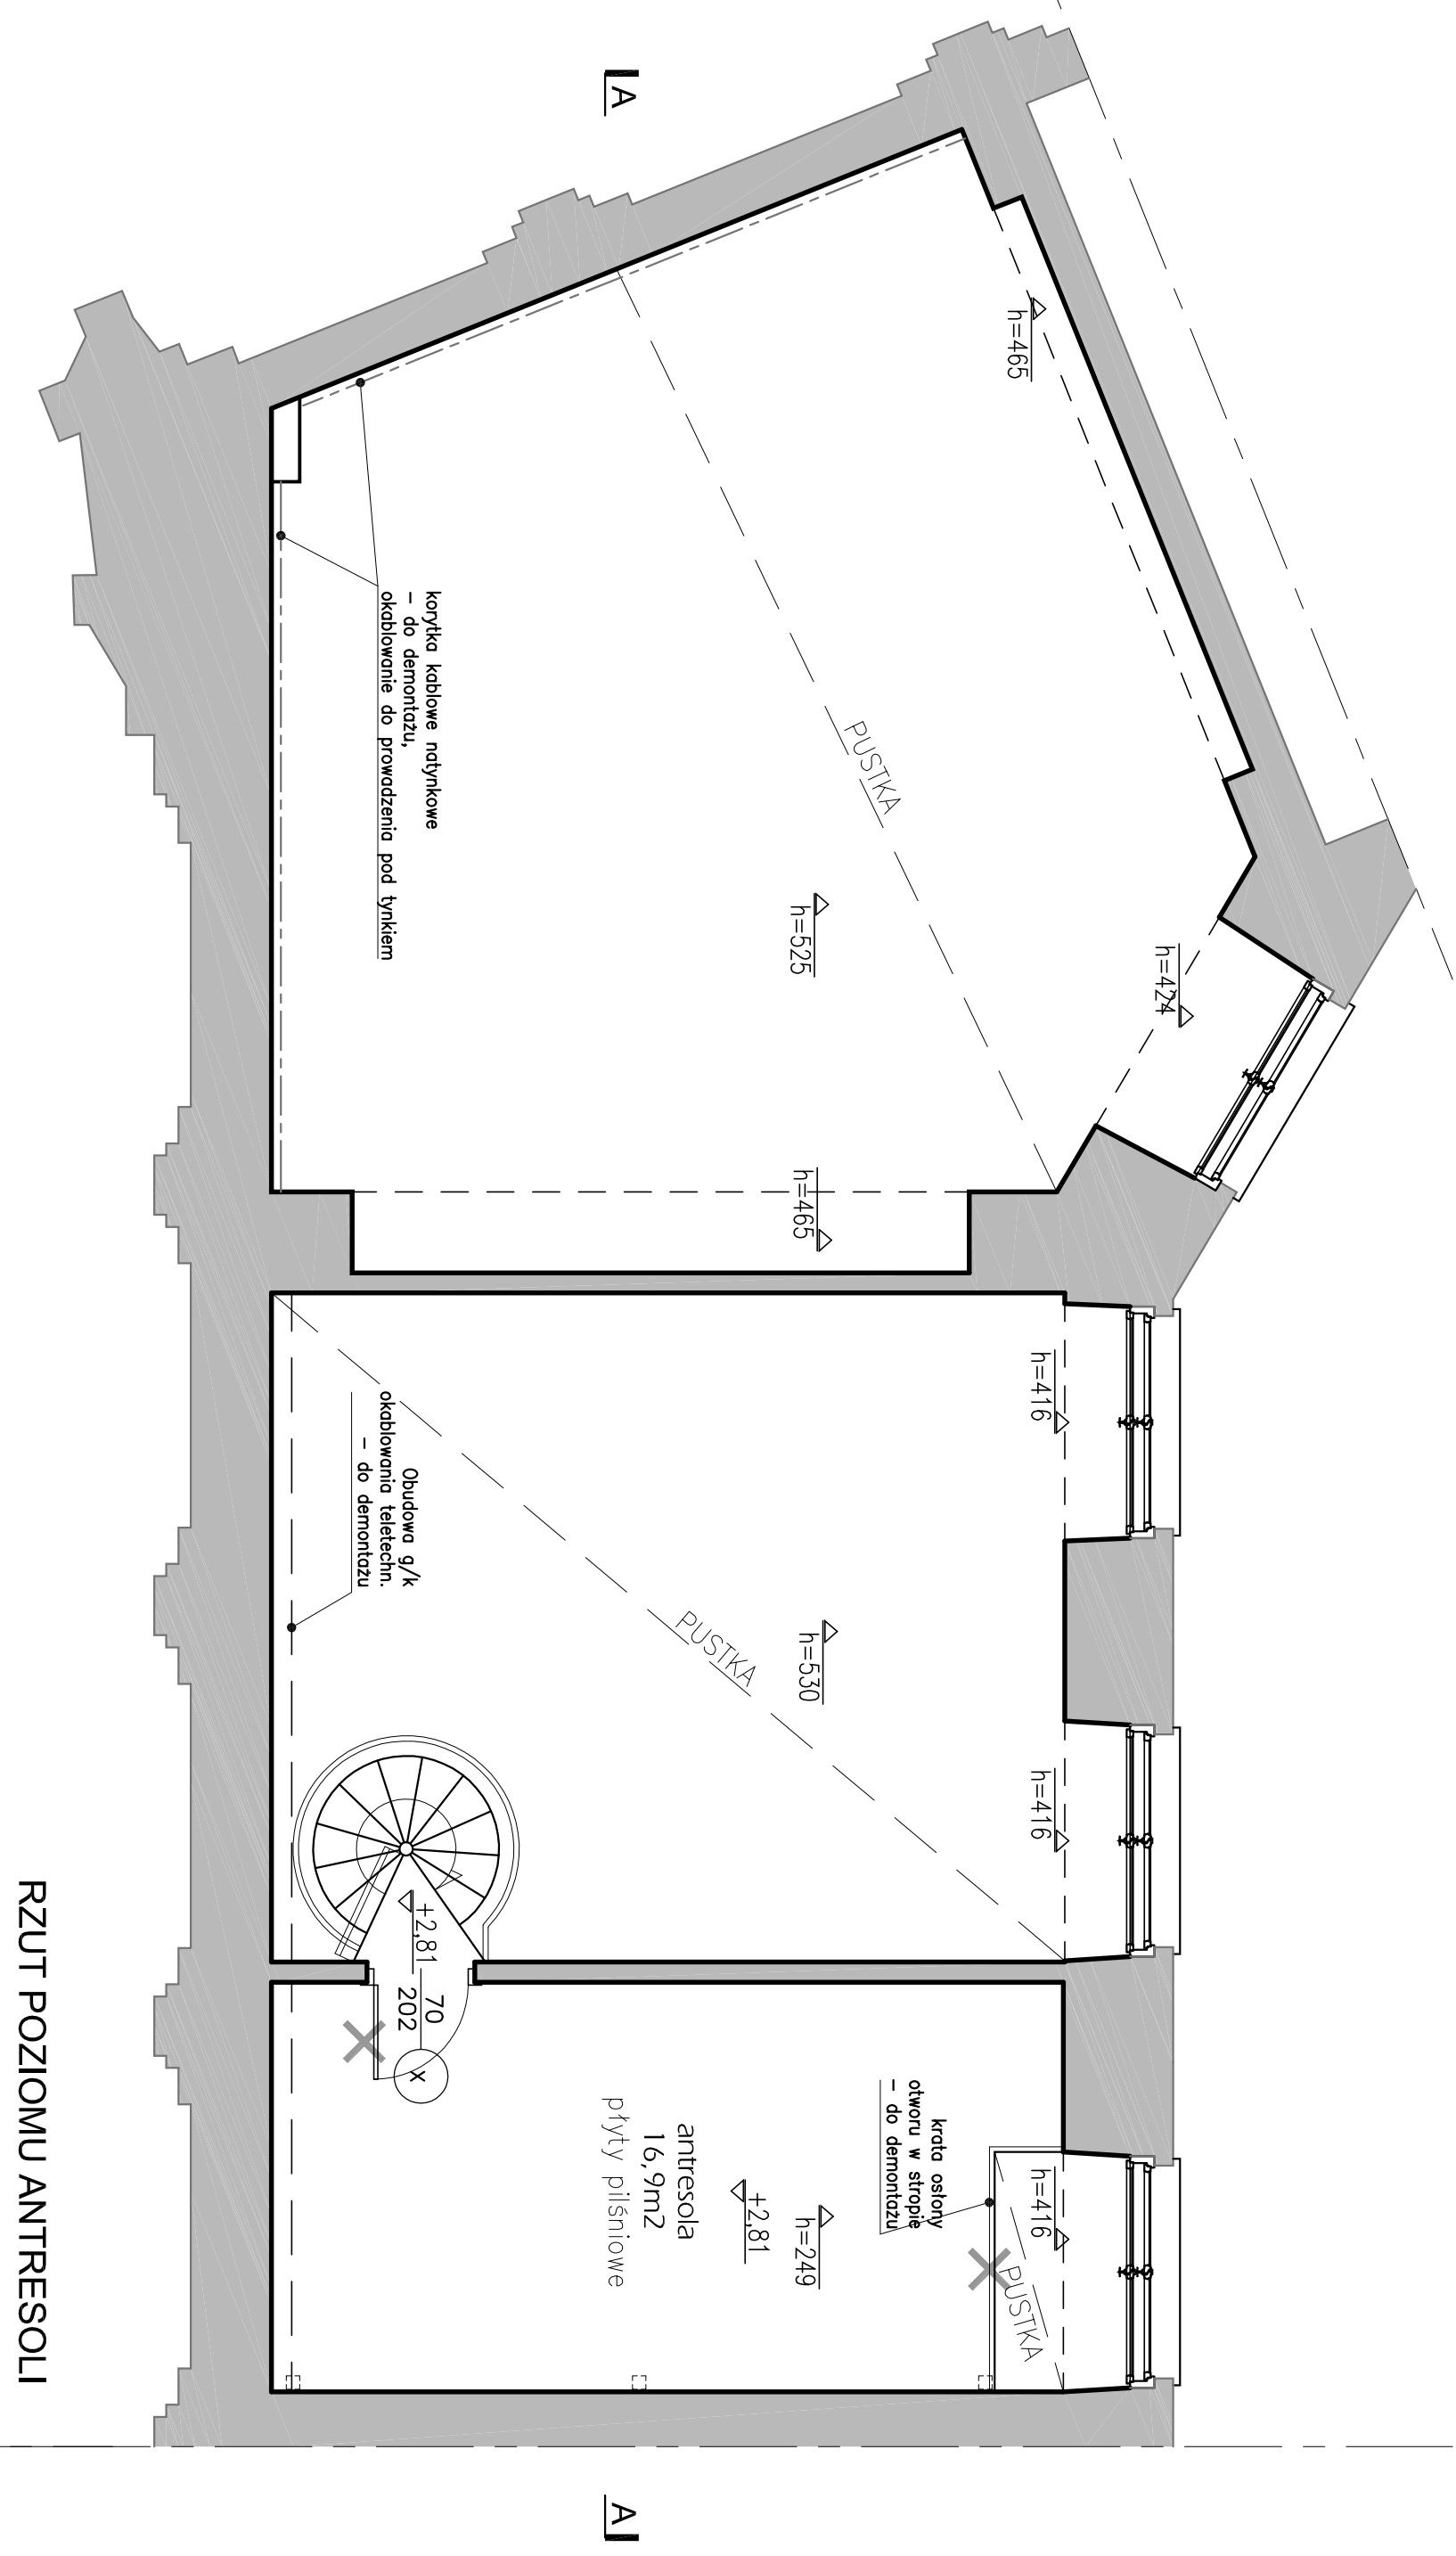 A
h=465
PUSTKA
h=525
h=424
h=465
korytka kablowe natynkowe
– do demontażu,
okablowanie do prowadzenia pod tynkiem
h=416
h=530
PUSTKA
h=416
Obudowa g/k
okablowania teletechn.
– do demontażu
+2,81
70
202
x
krata osłony
otworu w stropie
– do demontażu
h=416
PUSTKA
h=249
+2,81
antresola
16,9m2
płyty pilśniowe
A
RZUT POZIOMU ANTRESOLI